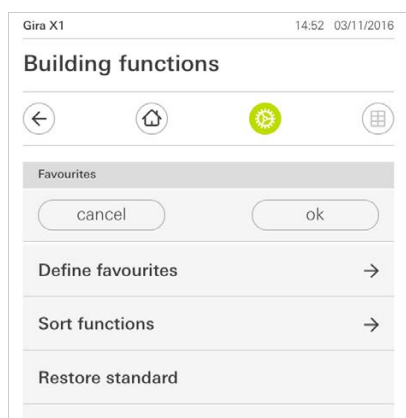 Gira X1 14:52 03/11/2016
Building functions
Favourites
cancel ok
Define favourites
Sort functions
Restore standard